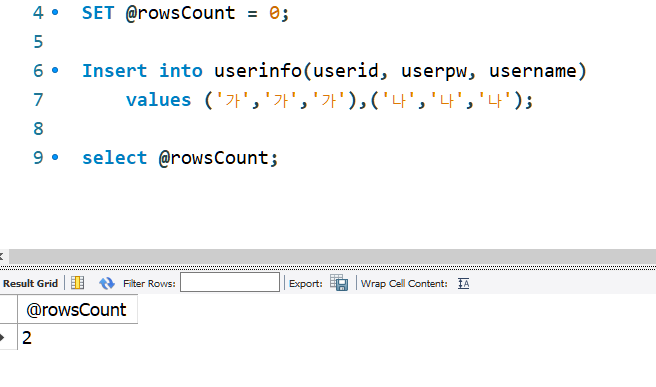 4 SET @rowsCount = 0;
5
6 Insert into userinfo(userid, userpw, username)
7 values ('가','가','가'),('나','나','나');
8
9 select @rowsCount;
Result Grid Filter Rows: Export: Wrap Cell Content: IA
@rowsCount
2